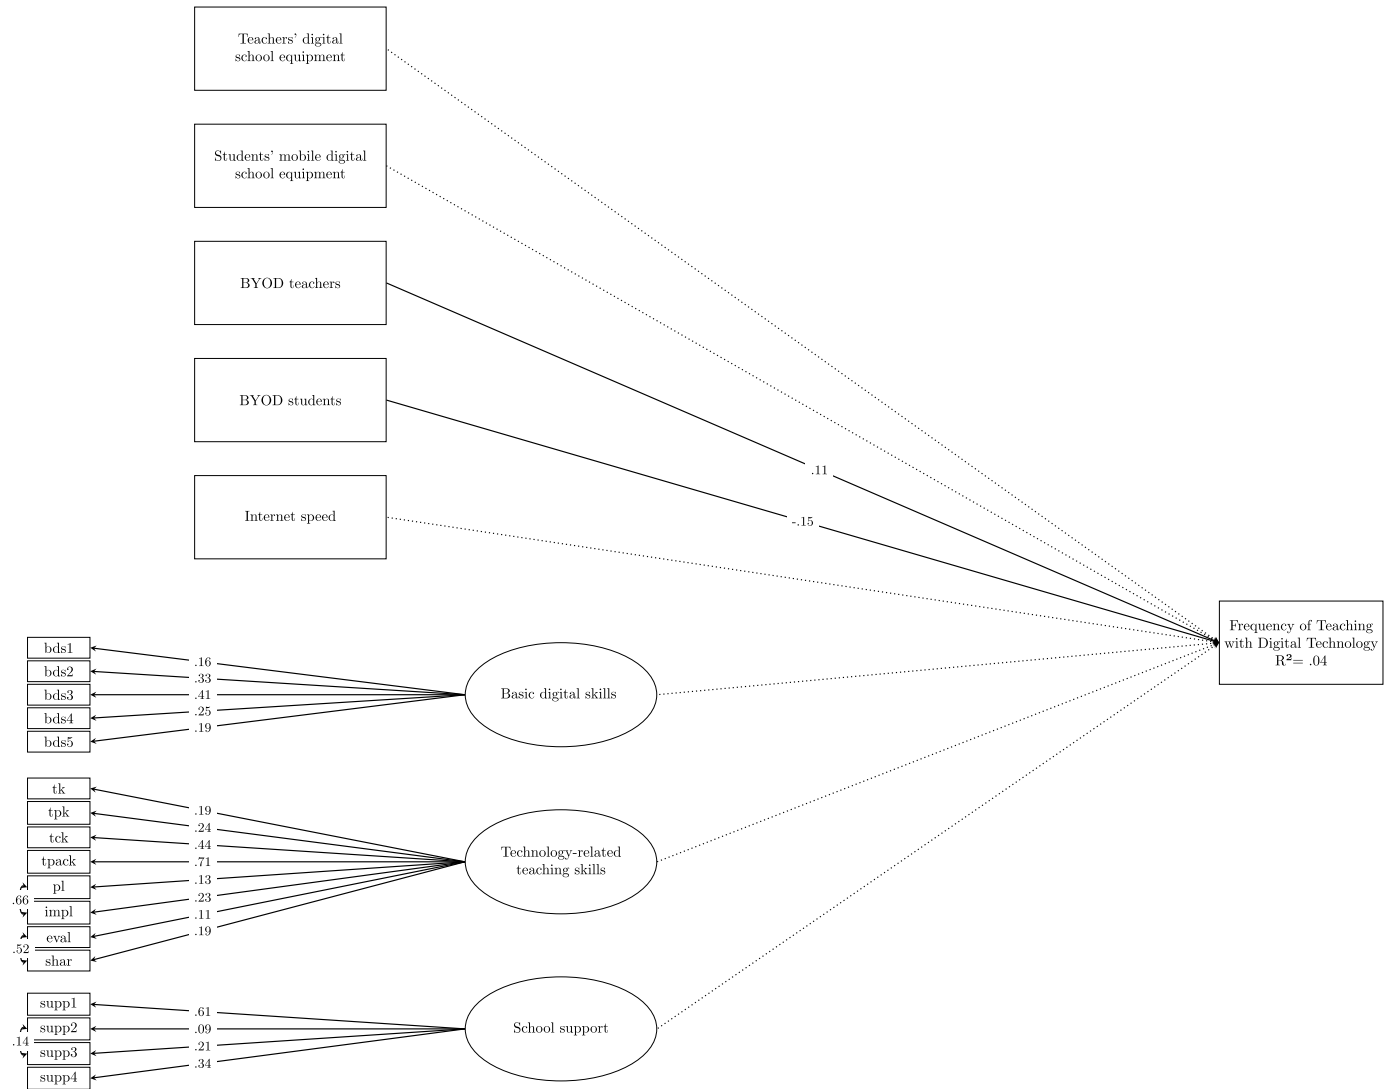 Teachers' digital
school equipment
Students' mobile digital
school equipment
BYOD teachers
BYOD students
Internet speed
.11
-.15
Frequency of Teaching
with Digital Technology
R²= .04
bds1
bds2
bds3
bds4
bds5
.16
.33
.41
.25
.19
Basic digital skills
tk
tpk
tck
tpack
pl
impl
eval
shar
.66
.52
.19
.24
.44
.71
.13
.23
.11
.19
Technology-related
teaching skills
supp1
supp2
supp3
supp4
.14
.61
.09
.21
.34
School support